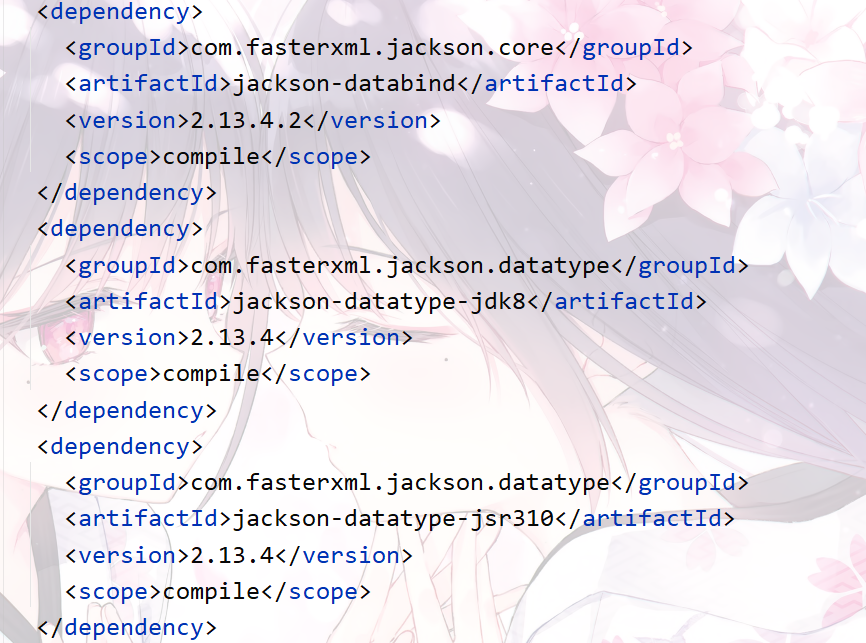 <dependency>
  <groupId>com.fasterxml.jackson.core</groupId>
  <artifactId>jackson-databind</artifactId>
  <version>2.13.4.2</version>
  <scope>compile</scope>
</dependency>
<dependency>
  <groupId>com.fasterxml.jackson.datatype</groupId>
  <artifactId>jackson-datatype-jdk8</artifactId>
  <version>2.13.4</version>
  <scope>compile</scope>
</dependency>
<dependency>
  <groupId>com.fasterxml.jackson.datatype</groupId>
  <artifactId>jackson-datatype-jsr310</artifactId>
  <version>2.13.4</version>
  <scope>compile</scope>
</dependency>